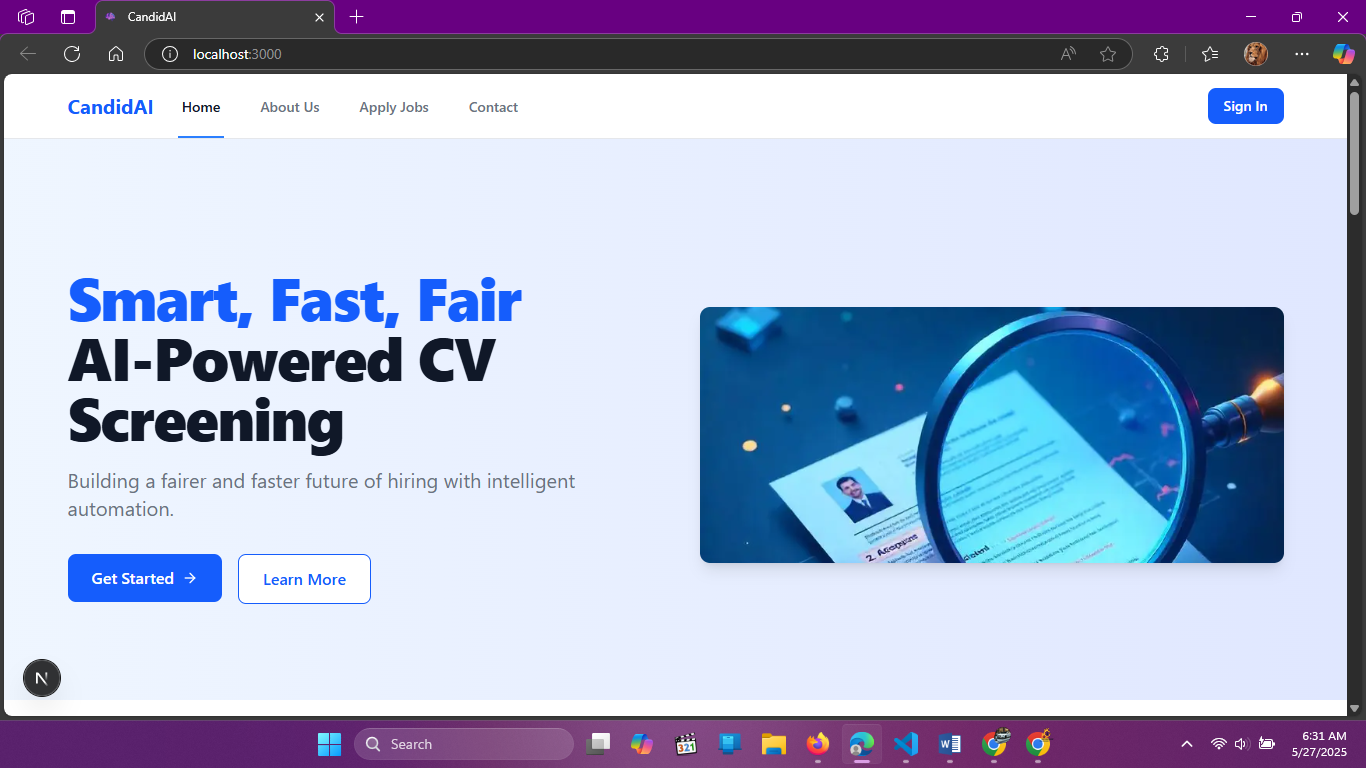 CandidAI
localhost:3000
CandidAI
Home
About Us
Apply Jobs
Contact
Sign In
Smart, Fast, Fair
AI-Powered CV
Screening
Building a fairer and faster future of hiring with intelligent
automation.
Get Started
Learn More
N
Search
321
6:31 AM
5/27/2025